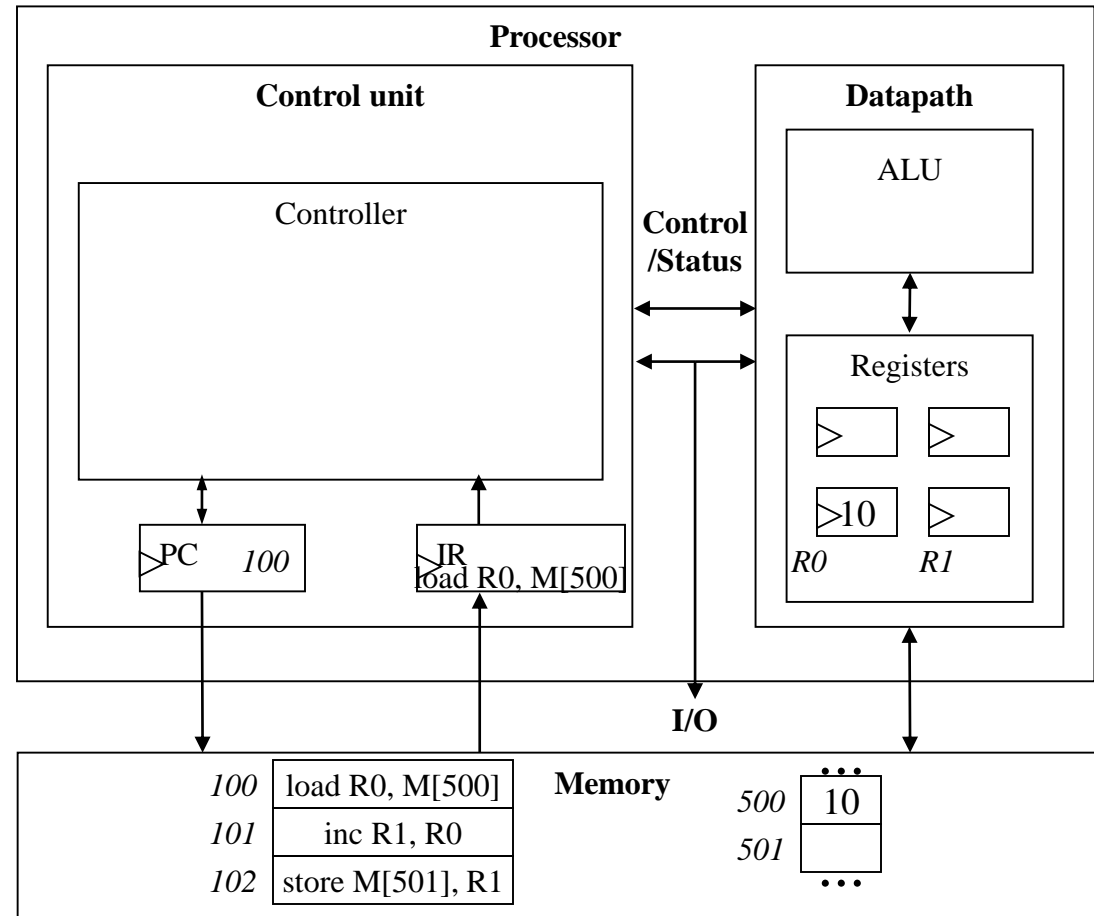 Processor
Control unit
Datapath
ALU
Controller
Control
/Status
Registers
10
R0
R1
PC
100
IR
load R0, M[500]
I/O
Memory
100
load R0, M[500]
101
inc R1, R0
102
store M[501], R1
...
500
10
501
...